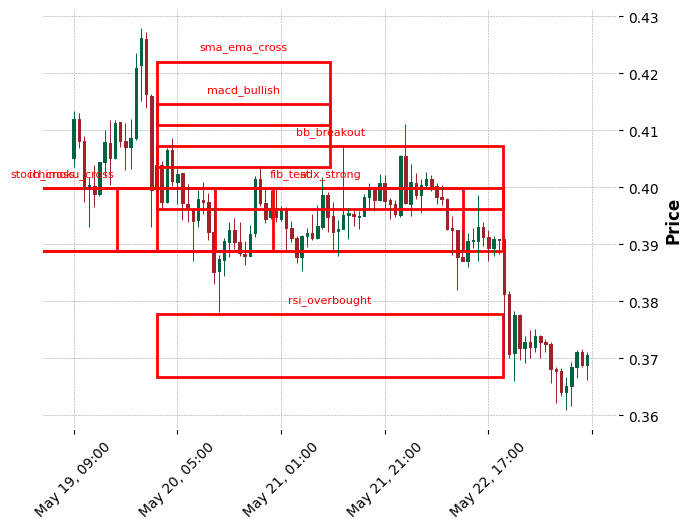 0.43
sma_ema_cross
0.42
macd_bullish
0.41
bb_breakout
stoch_cross
ichimoku_cross
fib_test
adx_strong
0.40
Price
0.39
rsi_overbought
0.38
0.37
0.36
May 19, 09:00
May 20, 05:00
May 21, 01:00
May 21, 21:00
May 22, 17:00